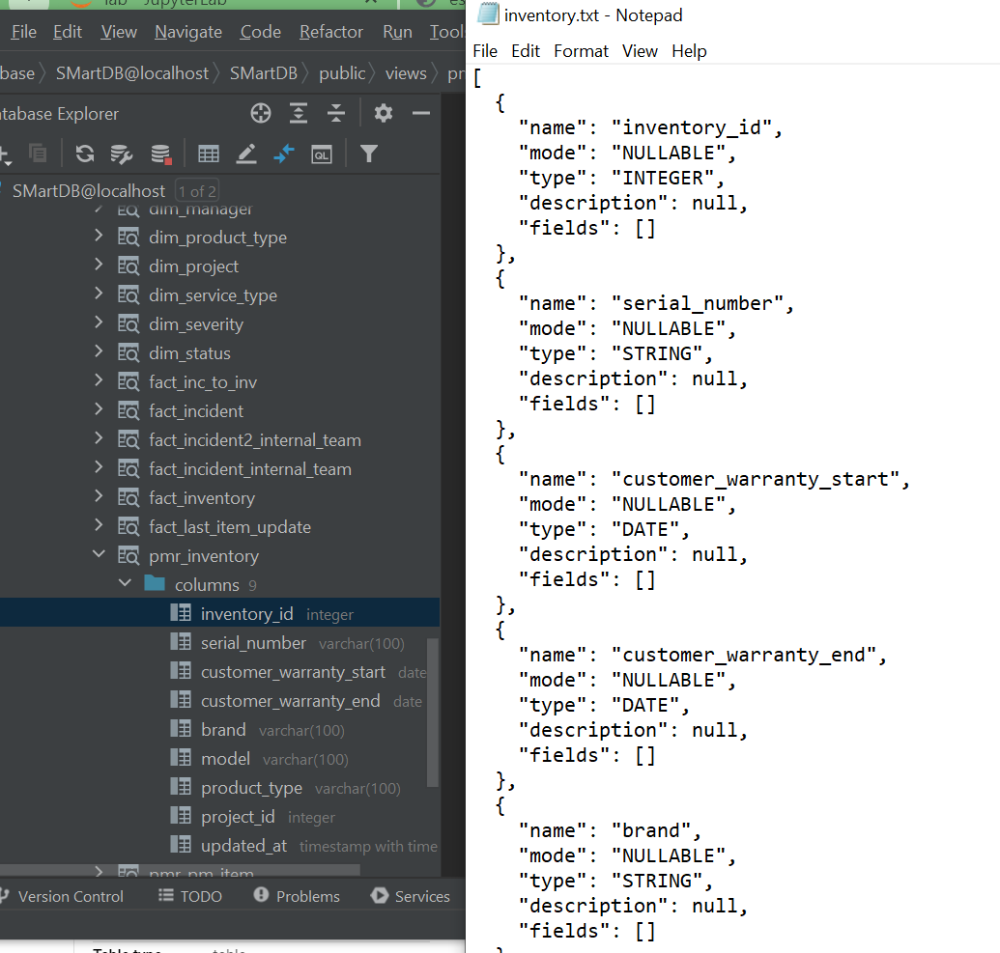 lab - JupyterLab
File Edit View Navigate Code Refactor Run Tools
base SMartDB@localhost SMartDB public views
Database Explorer
SMartDB@localhost 1 of 2
dim_manager
dim_product_type
dim_project
dim_service_type
dim_severity
dim_status
fact_inc_to_inv
fact_incident
fact_incident2_internal_team
fact_incident_internal_team
fact_inventory
fact_last_item_update
pmr_inventory
columns 9
inventory_id integer
serial_number varchar(100)
customer_warranty_start date
customer_warranty_end date
brand varchar(100)
model varchar(100)
product_type varchar(100)
project_id integer
updated_at timestamp with time
pmr_pm_item
Version Control TODO Problems Services
Table type table
inventory.txt - Notepad
File Edit Format View Help
[
{
"name": "inventory_id",
"mode": "NULLABLE",
"type": "INTEGER",
"description": null,
"fields": []
},
{
"name": "serial_number",
"mode": "NULLABLE",
"type": "STRING",
"description": null,
"fields": []
},
{
"name": "customer_warranty_start",
"mode": "NULLABLE",
"type": "DATE",
"description": null,
"fields": []
},
{
"name": "customer_warranty_end",
"mode": "NULLABLE",
"type": "DATE",
"description": null,
"fields": []
},
{
"name": "brand",
"mode": "NULLABLE",
"type": "STRING",
"description": null,
"fields": []